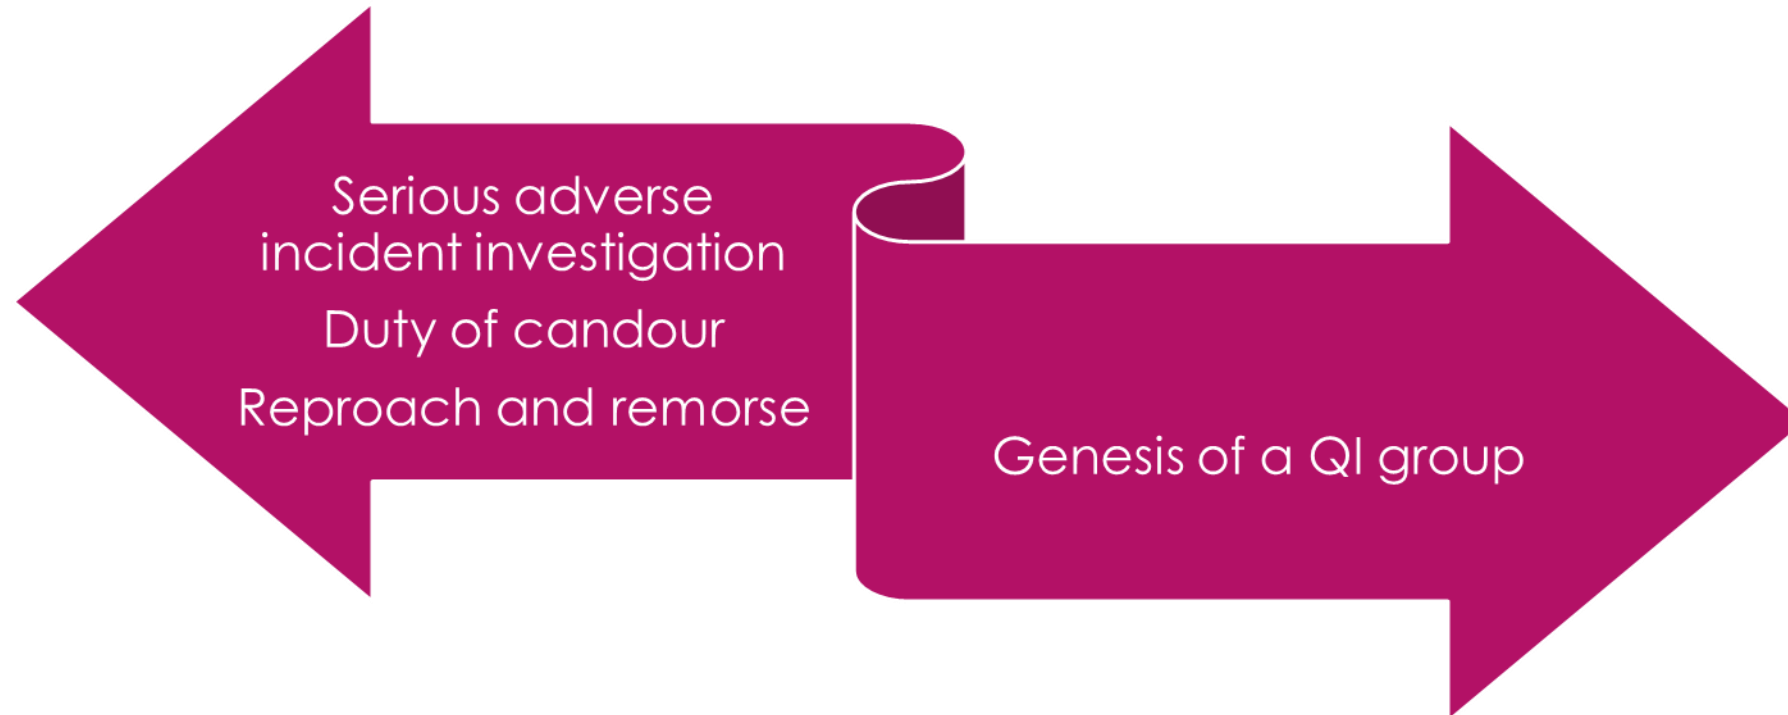 Serious adverse
incident investigation
Duty of candour
Reproach and remorse
Genesis of a QI group